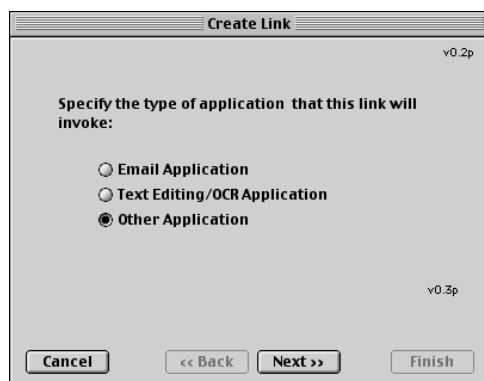 Create Link
v0.2p
Specify the type of application that this link will
invoke:
Email Application
Text Editing/OCR Application
Other Application
v0.3p
Cancel
<< Back
Next >>
Finish